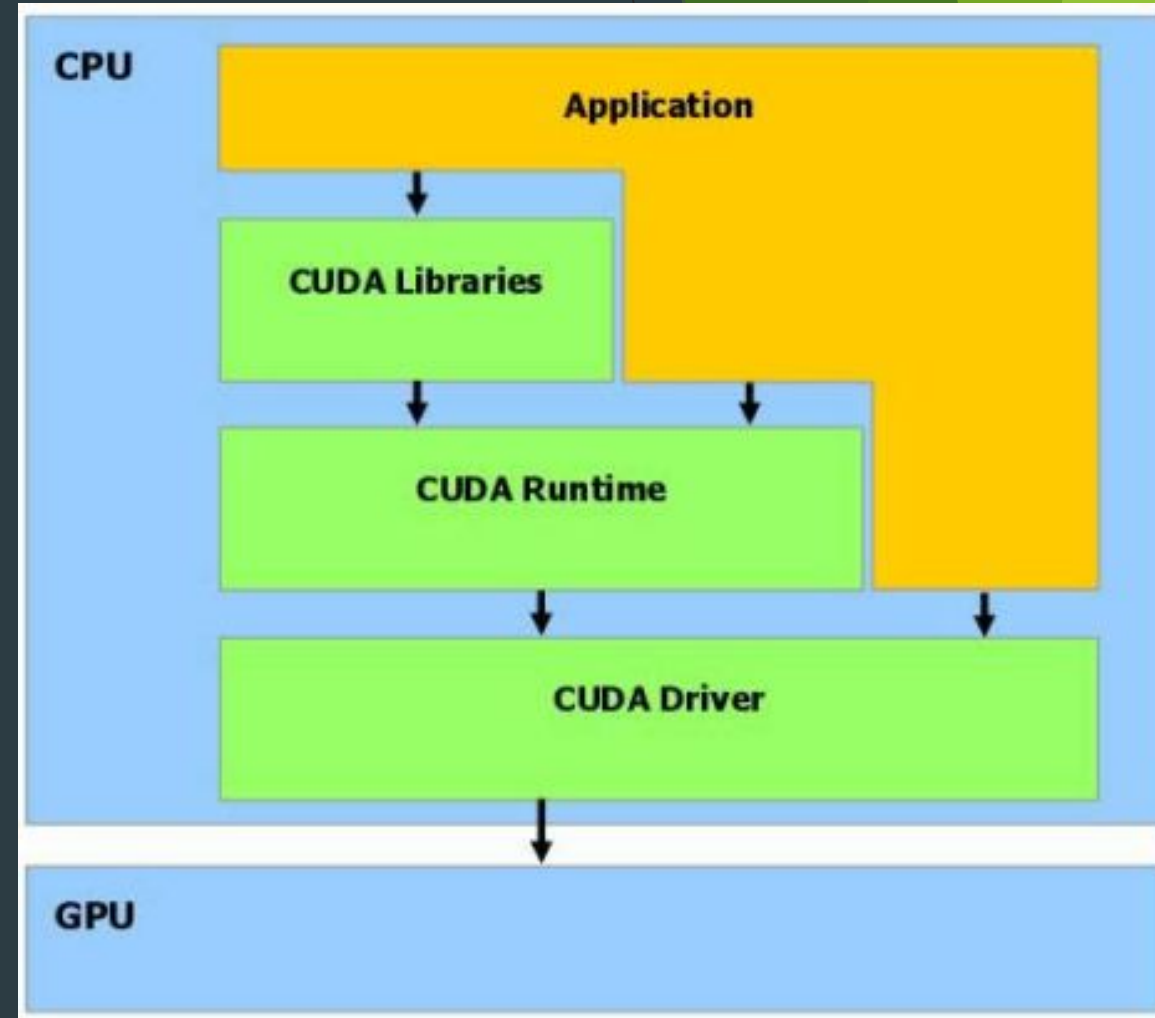 CPU
Application
CUDA Libraries
CUDA Runtime
CUDA Driver
GPU